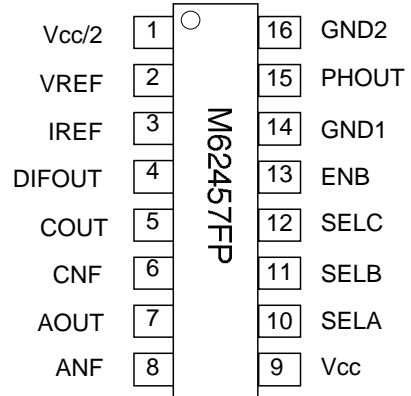 Vcc/2 1 16 GND2
VREF 2 15 PHOUT
IREF 3 14 GND1
DIFOUT 4 13 ENB
COUT 5 12 SELC
CNF 6 11 SELB
AOUT 7 10 SELA
ANF 8 9 Vcc
M62457FP